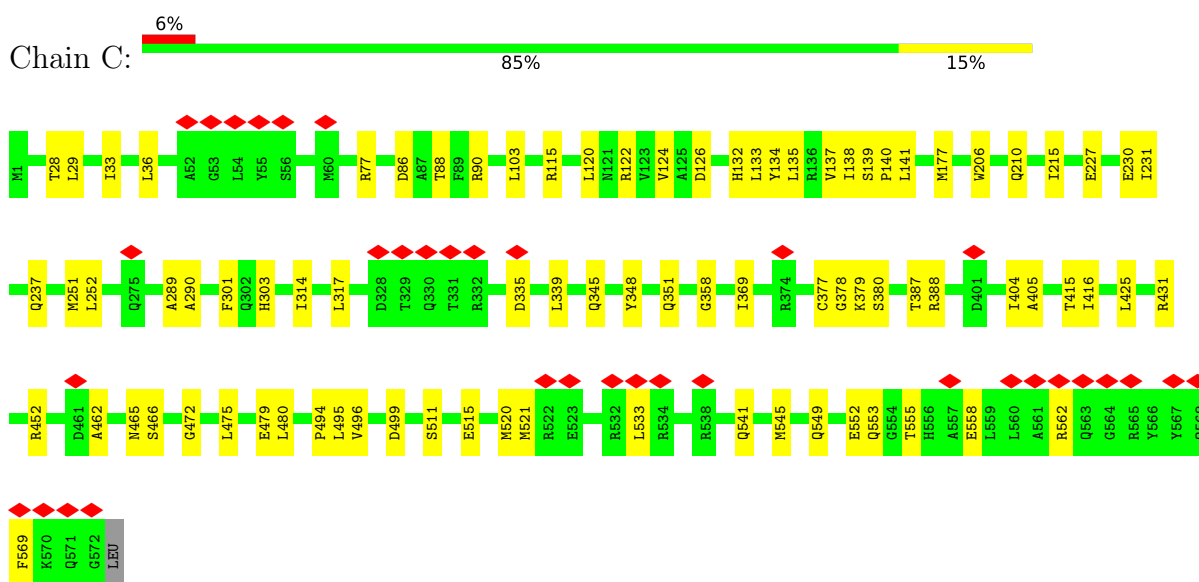 6%
Chain C:
85% 15%
M1 T28 L29 I33 L36 A52 G53 L54 Y55 S56 M60 R77 D86 A87 T88 F89 R90 L103 R115 L120 N121 R122 V123 V124 A125 D126 H132 L133 Y134 L135 R136 V137 I138 S139 P140 L141 M177 W206 Q210 I215 E227 E230 I231
Q237 M251 L252 Q275 A289 A290 F301 Q302 H303 I314 L317 D328 T329 Q330 T331 R332 D335 L339 Q345 Y348 Q351 G358 I369 R374 C377 G378 K379 S380 T387 R388 D401 I404 A405 T415 I416 L425 R431
R452 D461 A462 N465 S466 G472 L475 E479 L480 P494 L495 V496 D499 S511 E515 M520 M521 R522 E523 R532 L533 R534 R538 Q541 M545 Q549 E552 Q553 G554 T555 H556 A557 E558 L559 L560 A561 R562 Q563 G564 R565 Y566 Y567
F569 K570 Q571 G572 LEU